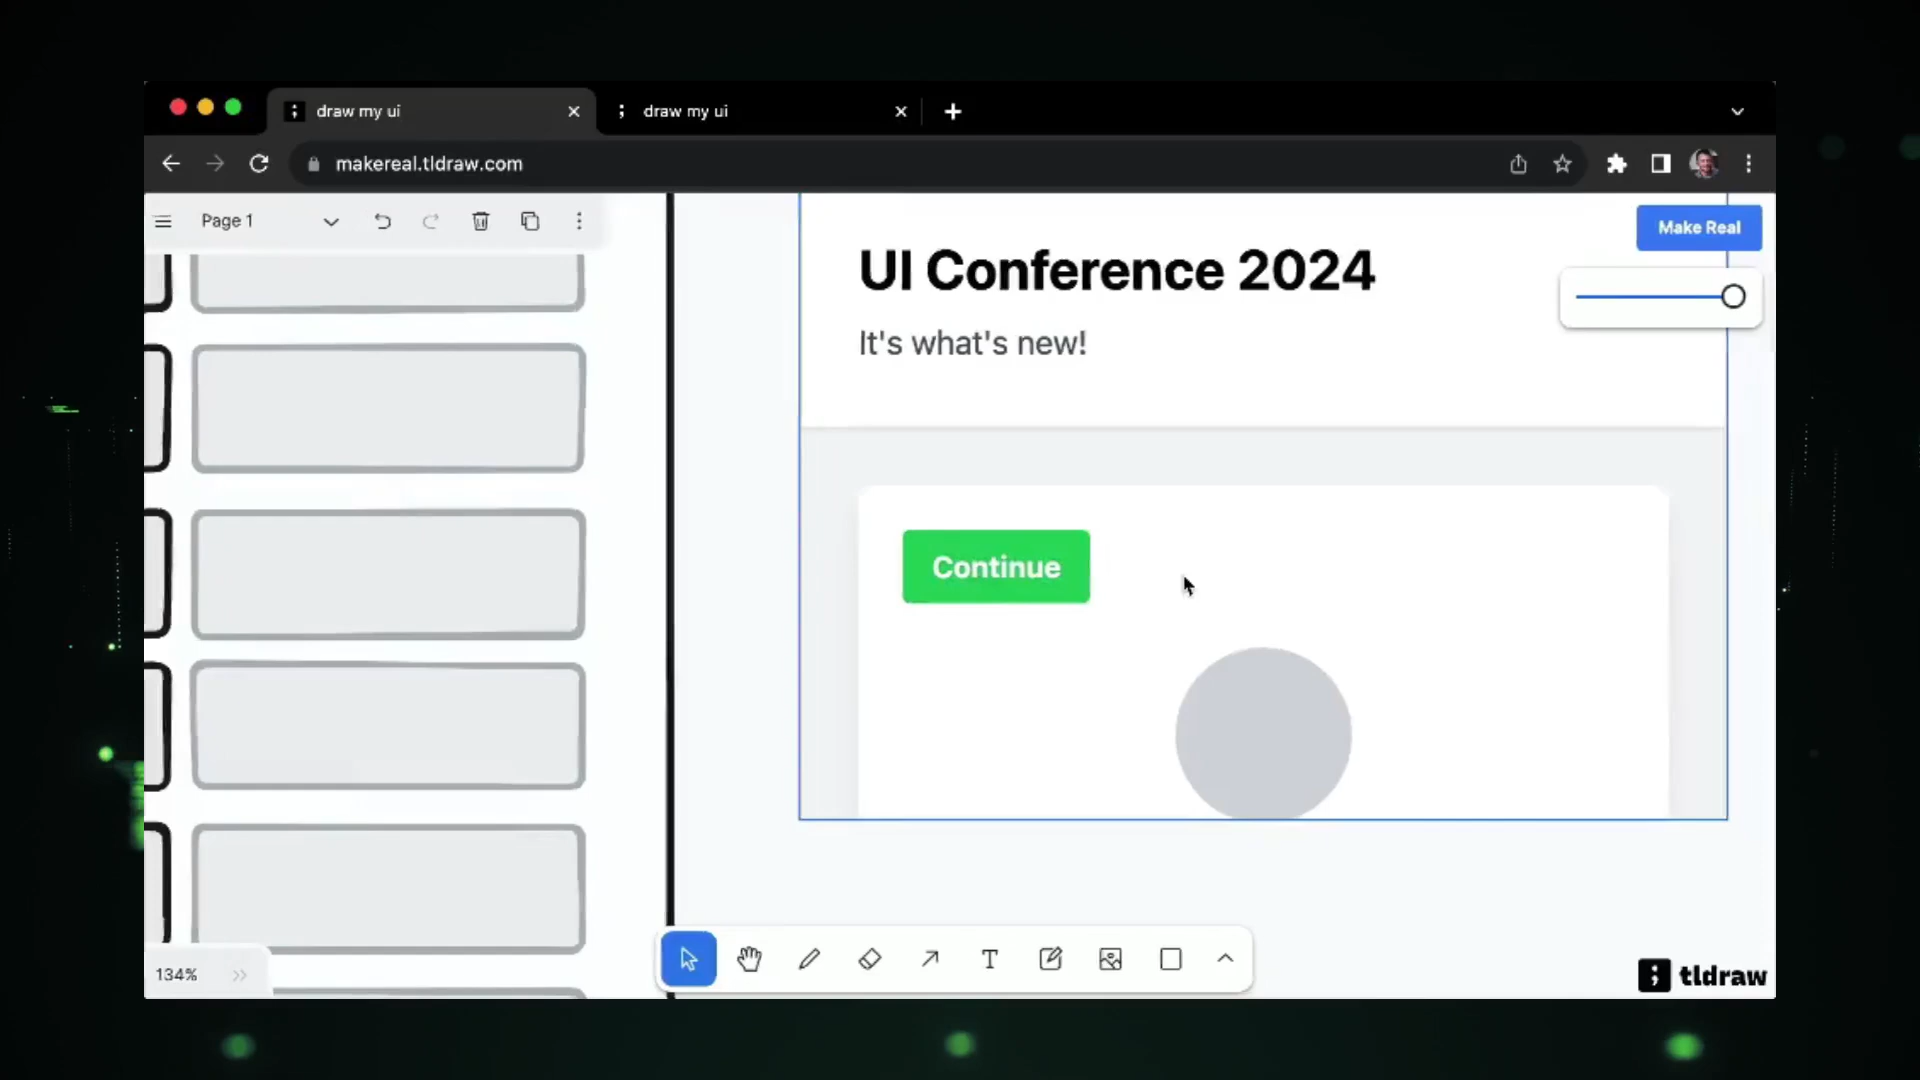 draw my ui
draw my ui
makereal.tldraw.com
Page 1
Make Real
UI Conference 2024
It's what's new!
Continue
134%
tldraw